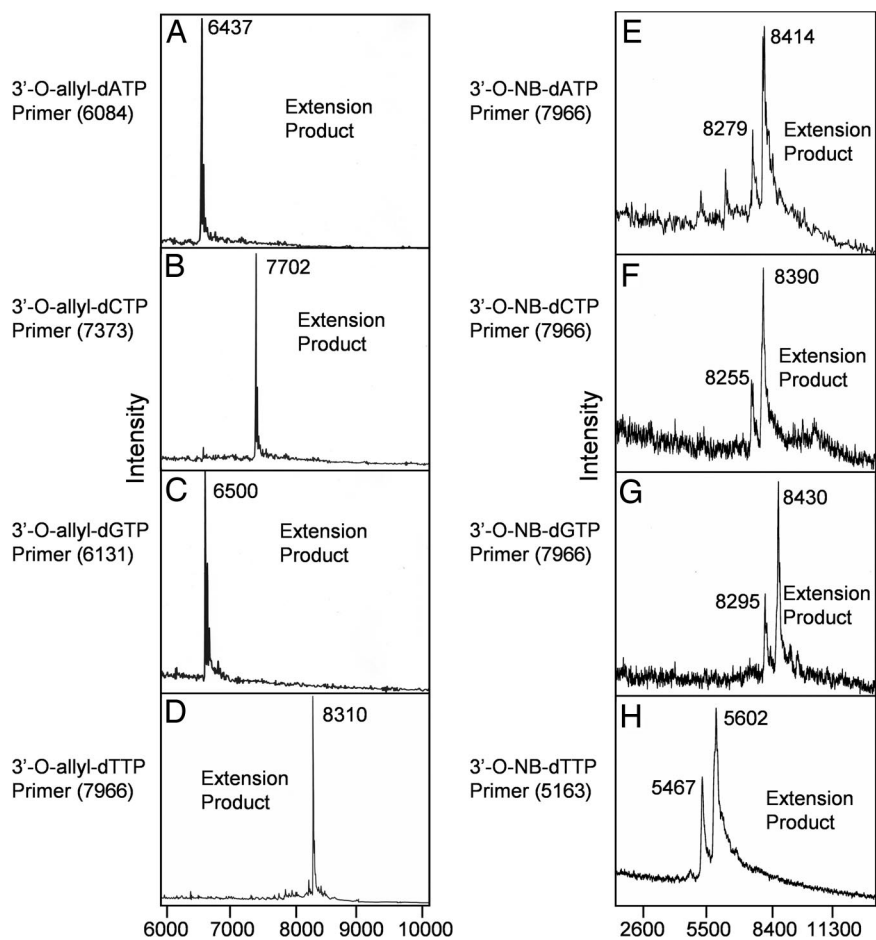 A
6437
3'-O-allyl-dATP
Primer (6084)
Extension
Product
B
7702
3'-O-allyl-dCTP
Primer (7373)
Extension
Product
C
6500
3'-O-allyl-dGTP
Primer (6131)
Extension
Product
D
8310
3'-O-allyl-dTTP
Primer (7966)
Extension
Product
Intensity
6000 7000 8000 9000 10000
E
8414
3'-O-NB-dATP
Primer (7966)
8279
Extension
Product
F
8390
3'-O-NB-dCTP
Primer (7966)
8255
Extension
Product
G
8430
3'-O-NB-dGTP
Primer (7966)
8295
Extension
Product
H
5602
3'-O-NB-dTTP
Primer (5163)
5467
Extension
Product
Intensity
2600 5500 8400 11300